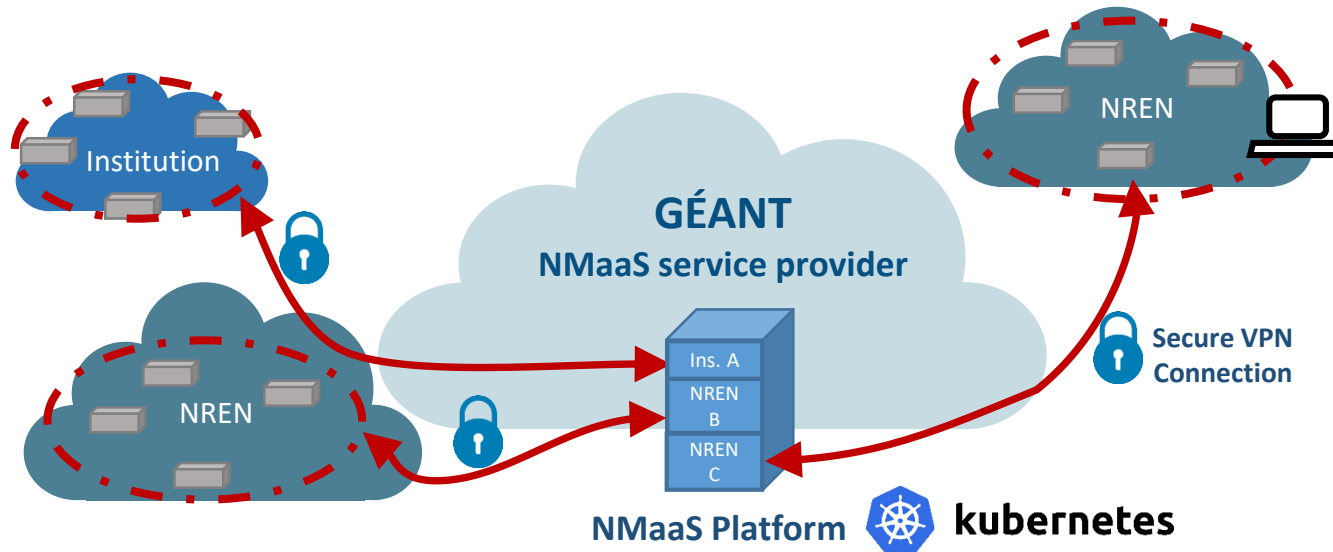 Institution
NREN
GÉANT
NMaaS service provider
NREN
Ins. A
NREN
B
NREN
C
Secure VPN
Connection
NMaaS Platform
kubernetes